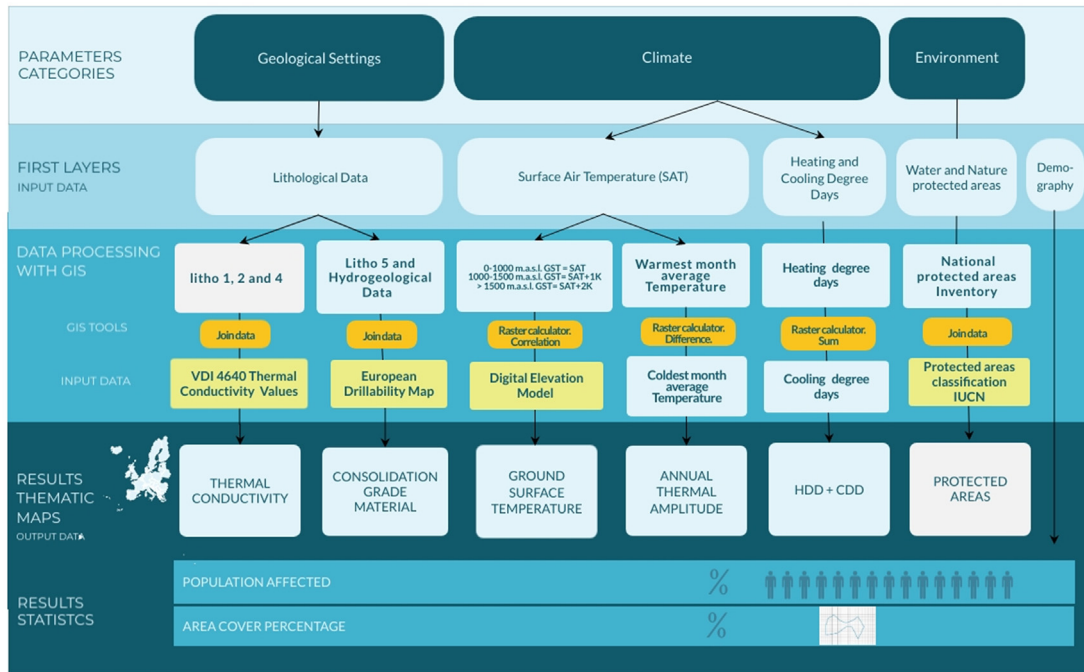 PARAMETERS
CATEGORIES
Geological Settings
Climate
Environment
FIRST LAYERS
INPUT DATA
Lithological Data
Surface Air Temperature (SAT)
Heating and
Cooling Degree
Days
Water and Nature
protected areas
Demo-
graphy
DATA PROCESSING
WITH GIS
litho 1, 2 and 4
Litho 5 and
Hydrogeological
Data
0-1000 m.a.s.l. GST = SAT
1000-1500 m.a.s.l. GST= SAT+1K
> 1500 m.a.s.l. GST= SAT+2K
Warmest month
average
Temperature
Heating degree
days
National
protected areas
Inventory
GIS TOOLS
Join data
Join data
Raster calculator.
Correlation
Raster calculator.
Difference.
Raster calculator.
Sum
Join data
INPUT DATA
VDI 4640 Thermal
Conductivity Values
European
Drillability Map
Digital Elevation
Model
Coldest month
average
Temperature
Cooling degree
days
Protected areas
classification
IUCN
RESULTS
THEMATIC
MAPS
OUTPUT DATA
THERMAL
CONDUCTIVITY
CONSOLIDATION
GRADE
MATERIAL
GROUND
SURFACE
TEMPERATURE
ANNUAL
THERMAL
AMPLITUDE
HDD + CDD
PROTECTED
AREAS
RESULTS
STATISTCS
POPULATION AFFECTED
%
AREA COVER PERCENTAGE
%